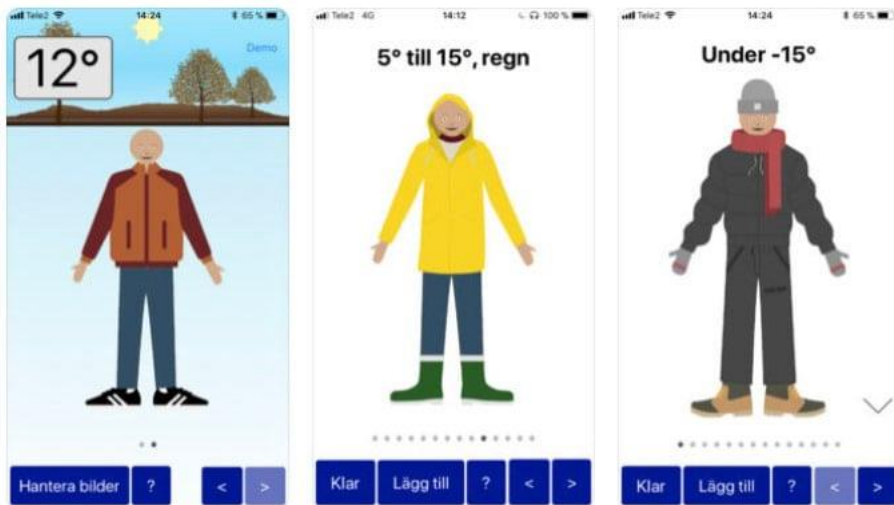 Tele2
14:24
65 %
12°
Demo
Hantera bilder
?
<
>
Tele2 4G
14:12
100 %
5° till 15°, regn
Klar
Lägg till
?
<
>
Tele2
14:24
65 %
Under -15°
Klar
Lägg till
?
<
>